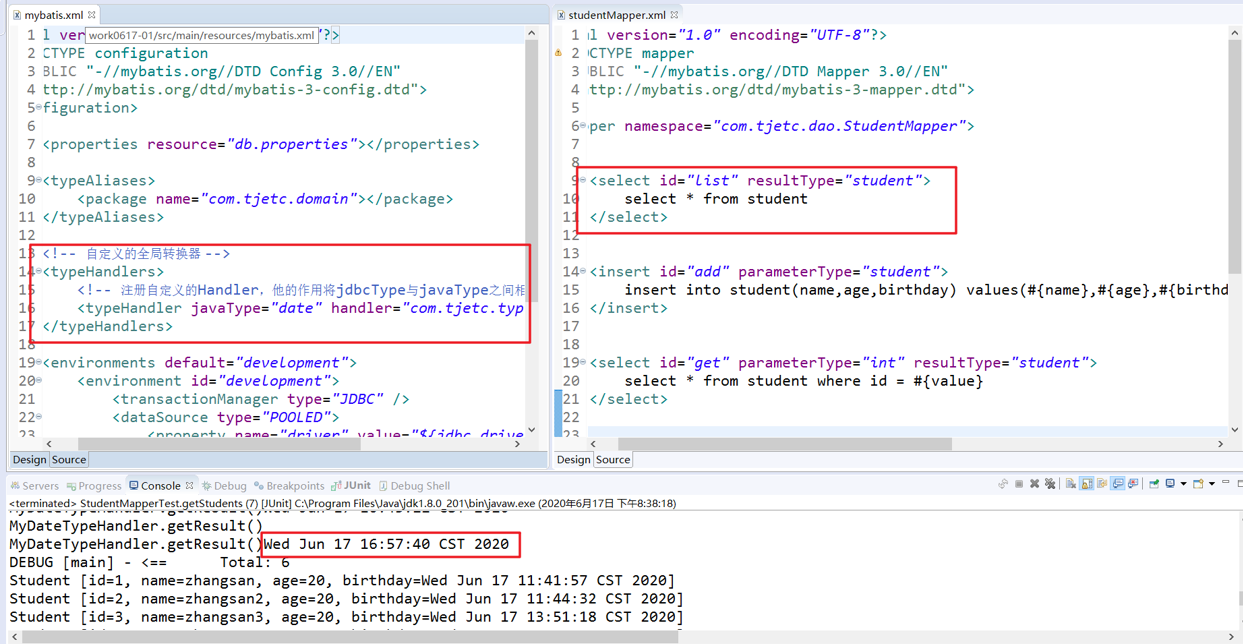 mybatis.xml
1 l ver
work0617-01/src/main/resources/mybatis.xml
"?>
2 CTYPE configuration
3 BLIC "-//mybatis.org//DTD Config 3.0//EN"
4 ttp://mybatis.org/dtd/mybatis-3-config.dtd">
5 figuration>
6
7 <properties resource="db.properties"></properties>
8
9 <typeAliases>
10 <package name="com.tjetc.domain"></package>
11 </typeAliases>
12
13 <!-- 自定义的全局转换器 -->
14 <typeHandlers>
15 <!-- 注册自定义的Handler，他的作用将jdbcType与javaType之间相
16 <typeHandler javaType="date" handler="com.tjetc.typ
17 </typeHandlers>
18
19 <environments default="development">
20 <environment id="development">
21 <transactionManager type="JDBC" />
22 <dataSource type="POOLED">
23 <property name="driver" value="${jdbc.drive
Design Source
studentMapper.xml
1 l version="1.0" encoding="UTF-8"?>
2 CTYPE mapper
3 BLIC "-//mybatis.org//DTD Mapper 3.0//EN"
4 ttp://mybatis.org/dtd/mybatis-3-mapper.dtd">
5
6 per namespace="com.tjetc.dao.StudentMapper">
7
8
9 <select id="list" resultType="student">
10 select * from student
11 </select>
12
13
14 <insert id="add" parameterType="student">
15 insert into student(name,age,birthday) values(#{name},#{age},#{birthd
16 </insert>
17
18
19 <select id="get" parameterType="int" resultType="student">
20 select * from student where id = #{value}
21 </select>
22
23
Design Source
Servers Progress Console Debug Breakpoints JUnit Debug Shell
<terminated> StudentMapperTest.getStudents (7) [JUnit] C:\Program Files\Java\jdk1.8.0_201\bin\javaw.exe (2020年6月17日 下午8:38:18)
MyDateTypeHandler.getResult()
MyDateTypeHandler.getResult()Wed Jun 17 16:57:40 CST 2020
DEBUG [main] - <== Total: 6
Student [id=1, name=zhangsan, age=20, birthday=Wed Jun 17 11:41:57 CST 2020]
Student [id=2, name=zhangsan2, age=20, birthday=Wed Jun 17 11:44:32 CST 2020]
Student [id=3, name=zhangsan3, age=20, birthday=Wed Jun 17 13:51:18 CST 2020]